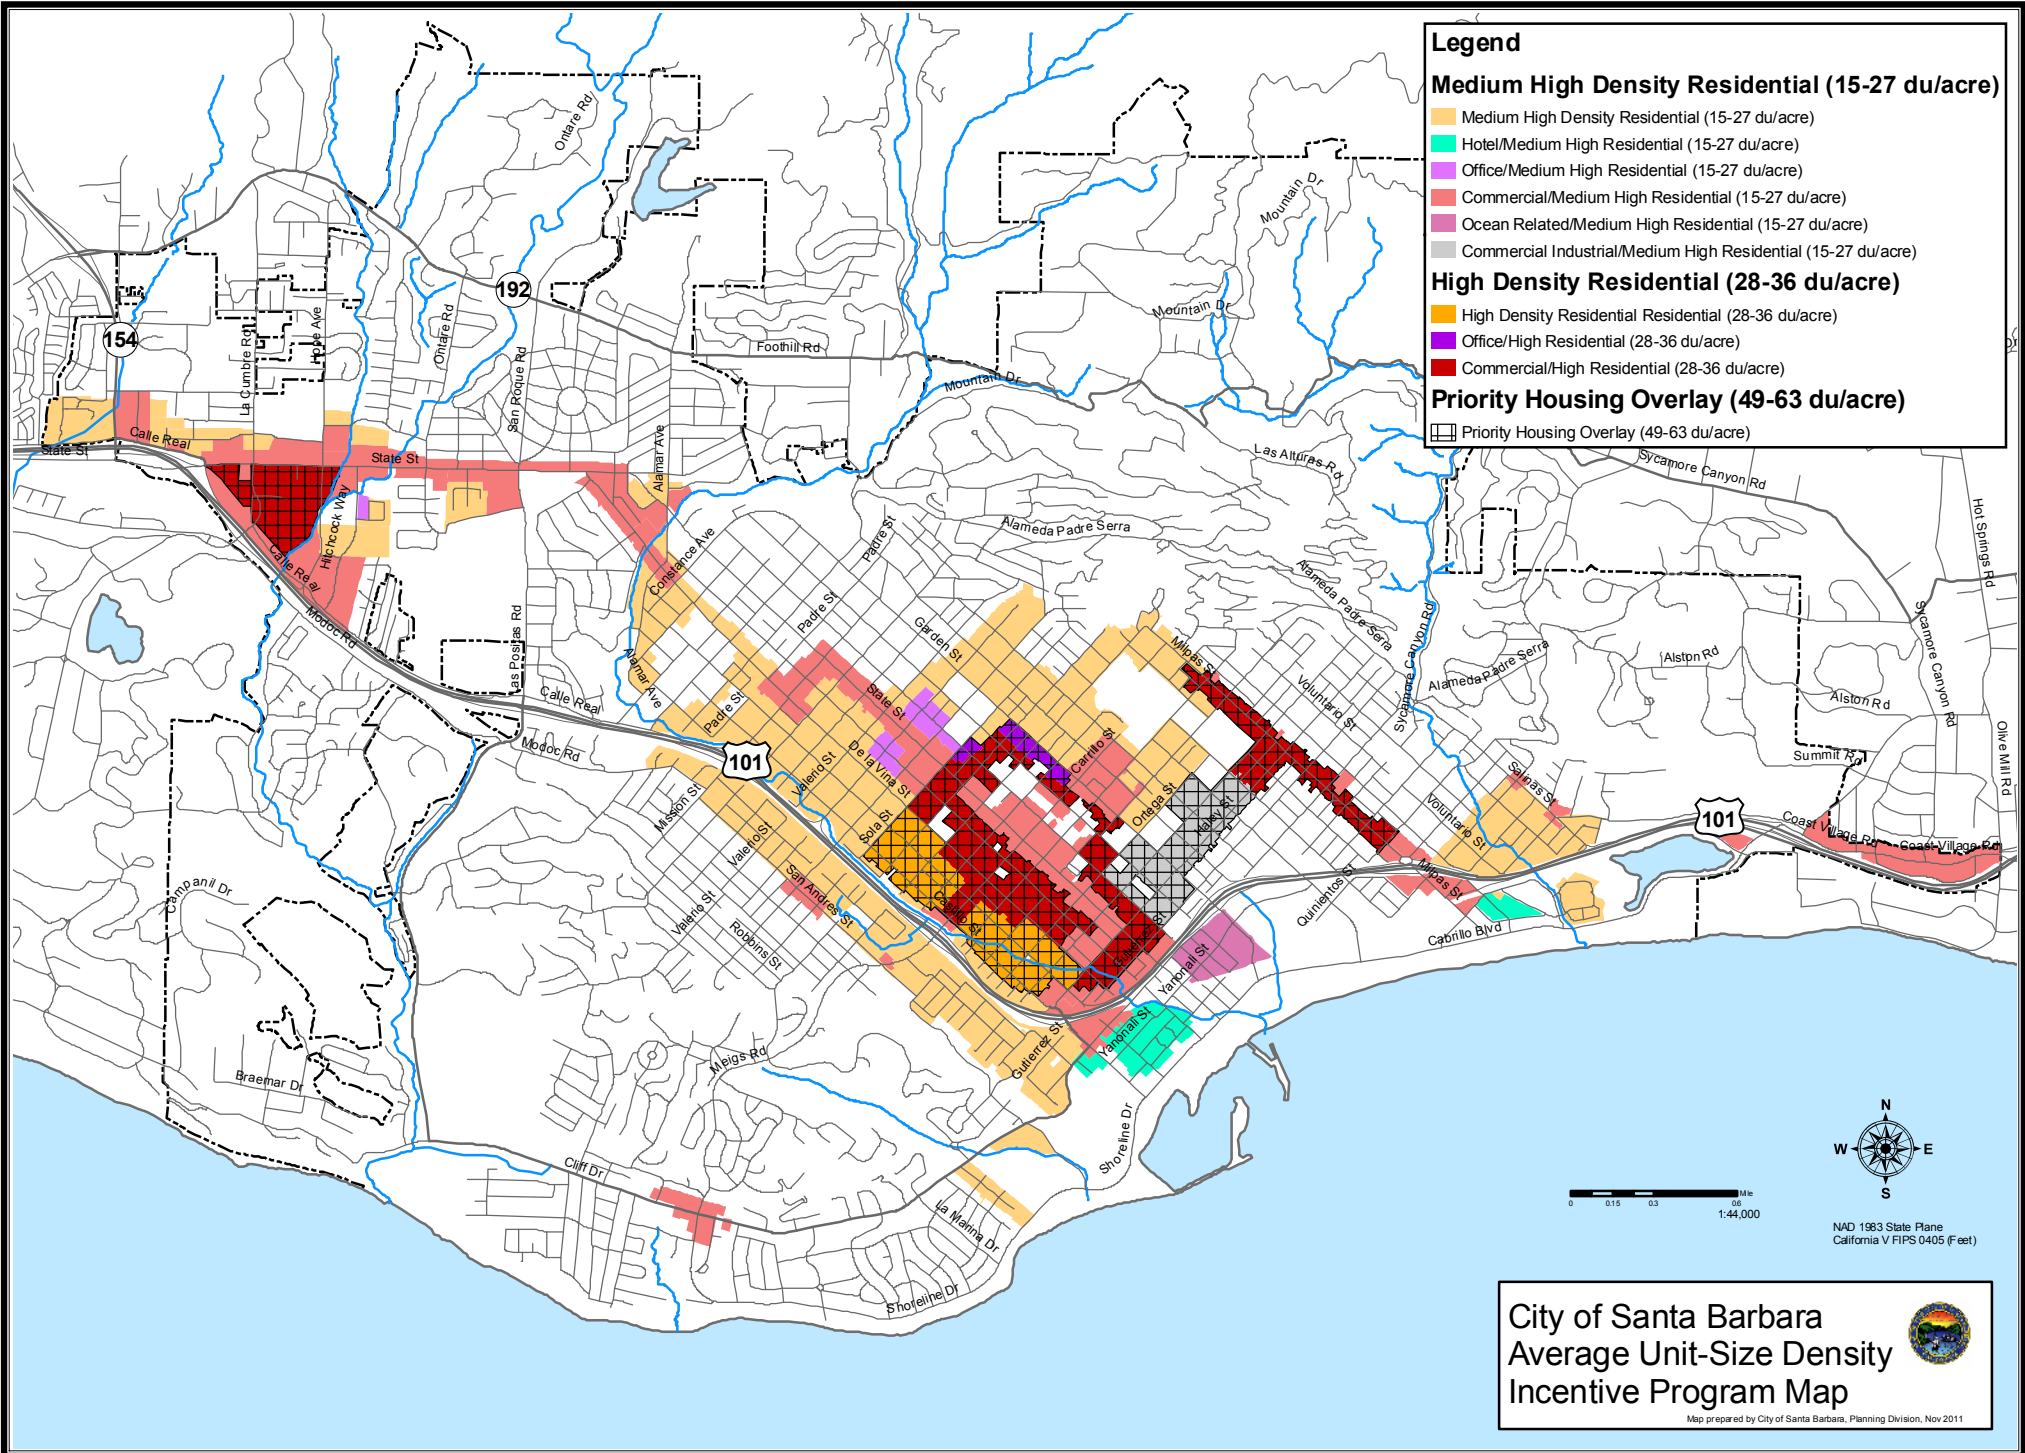 Legend
Medium High Density Residential (15-27 du/acre)
Medium High Density Residential (15-27 du/acre)
Hotel/Medium High Residential (15-27 du/acre)
Office/Medium High Residential (15-27 du/acre)
Commercial/Medium High Residential (15-27 du/acre)
Ocean Related/Medium High Residential (15-27 du/acre)
Commercial Industrial/Medium High Residential (15-27 du/acre)
High Density Residential (28-36 du/acre)
High Density Residential Residential (28-36 du/acre)
Office/High Residential (28-36 du/acre)
Commercial/High Residential (28-36 du/acre)
Priority Housing Overlay (49-63 du/acre)
Priority Housing Overlay (49-63 du/acre)
Ontare Rd
Mountain Dr
192
154
La Cumbre Rd
Hope Ave
Ontare Rd
San Roque Rd
Foothill Rd
Mountain Dr
Mountain Dr
Calle Real
State St
State St
Alamar Ave
Las Alturas Rd
Sycamore Canyon Rd
Hot Springs Rd
Hitchcock Way
Calle Real
Modoc Rd
Constance Ave
Padre St
Alameda Padre Serra
Alameda Padre Serra
Sycamore Canyon Rd
Sycamore Canyon Rd
Padre St
Garden St
Milpas St
Las Positas Rd
Alamar Ave
Calle Real
Padre St
State St
Voluntario St
Alameda Padre Serra
Alston Rd
Alston Rd
Summit Rd
Olive Mill Rd
Modoc Rd
101
Valerio St
De la Vina St
Carrillo St
Mission St
Sola St
Ortega St
Haley St
Salinas St
Voluntario St
101
Coast Village Rd
Coast Village Rd
Valerio St
San Andres St
Castillo St
Milpas St
Quinientos St
Campanil Dr
Valerio St
Robbins St
Gutierrez St
Yanonali St
Cabrillo Blvd
Yanonali St
Gutierrez St
Meigs Rd
Braemar Dr
Shoreline Dr
Cliff Dr
La Marina Dr
Shoreline Dr
N
W E
S
Mile
0 0.15 0.3 0.6
1:44,000
NAD 1983 State Plane
California V FIPS 0405 (Feet)
City of Santa Barbara
Average Unit-Size Density
Incentive Program Map
Map prepared by City of Santa Barbara, Planning Division, Nov 2011